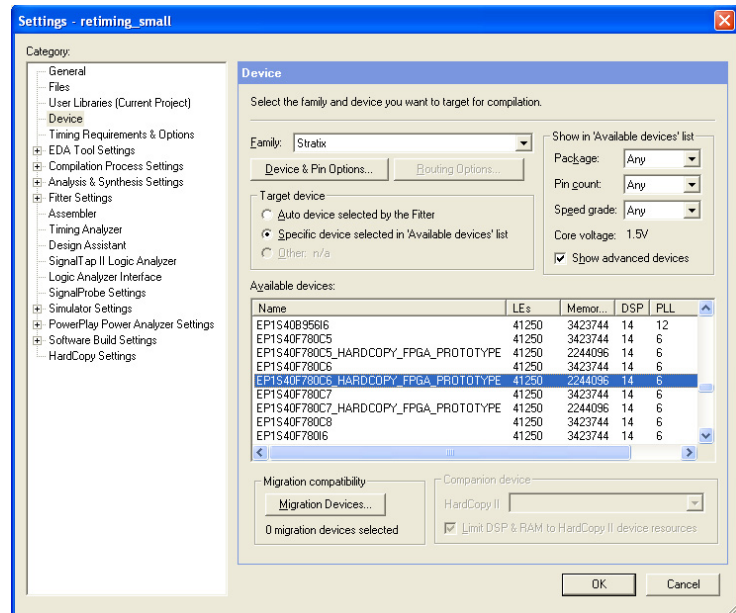 Settings - retiming_small
Category:
General
Files
User Libraries (Current Project)
Device
Timing Requirements & Options
EDA Tool Settings
Compilation Process Settings
Analysis & Synthesis Settings
Fitter Settings
Assembler
Timing Analyzer
Design Assistant
SignalTap II Logic Analyzer
Logic Analyzer Interface
SignalProbe Settings
Simulator Settings
PowerPlay Power Analyzer Settings
Software Build Settings
HardCopy Settings
Device
Select the family and device you want to target for compilation.
Family: Stratix
Device & Pin Options... Routing Options...
Target device
Auto device selected by the Fitter
Specific device selected in 'Available devices' list
Other: n/a
Show in 'Available devices' list
Package: Any
Pin count: Any
Speed grade: Any
Core voltage: 1.5V
Show advanced devices
Available devices:
Name LEs Memor... DSP PLL
EP1S40B956I6 41250 3423744 14 12
EP1S40F780C5 41250 3423744 14 6
EP1S40F780C5_HARDCOPY_FPGA_PROTOTYPE 41250 2244096 14 6
EP1S40F780C6 41250 3423744 14 6
EP1S40F780C6_HARDCOPY_FPGA_PROTOTYPE 41250 2244096 14 6
EP1S40F780C7 41250 3423744 14 6
EP1S40F780C7_HARDCOPY_FPGA_PROTOTYPE 41250 2244096 14 6
EP1S40F780C8 41250 3423744 14 6
EP1S40F780I6 41250 3423744 14 6
Migration compatibility
Migration Devices...
0 migration devices selected
Companion device
HardCopy II
Limit DSP & RAM to HardCopy II device resources
OK Cancel